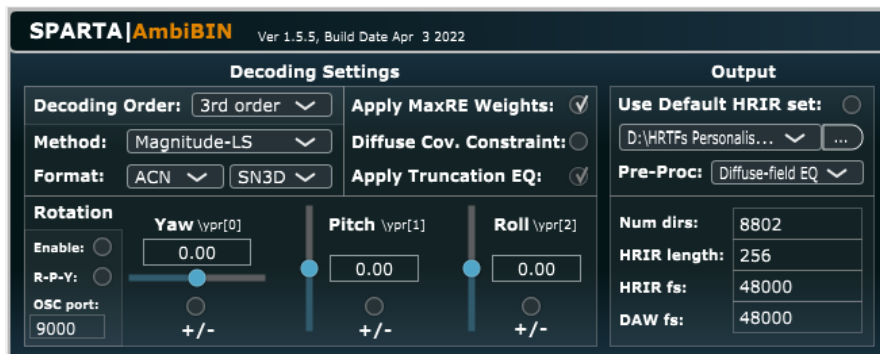 SPARTA|AmbiBIN Ver 1.5.5, Build Date Apr 3 2022
Decoding Settings
Decoding Order: 3rd order
Method: Magnitude-LS
Format: ACN SN3D
Apply MaxRE Weights:
Diffuse Cov. Constraint:
Apply Truncation EQ:
Output
Use Default HRIR set:
D:\HRTFs Personalis... ...
Pre-Proc: Diffuse-field EQ
Rotation
Enable:
R-P-Y:
OSC port:
9000
Yaw \ypr[0]
0.00
+/-
Pitch \ypr[1]
0.00
+/-
Roll \ypr[2]
0.00
+/-
Num dirs: 8802
HRIR length: 256
HRIR fs: 48000
DAW fs: 48000